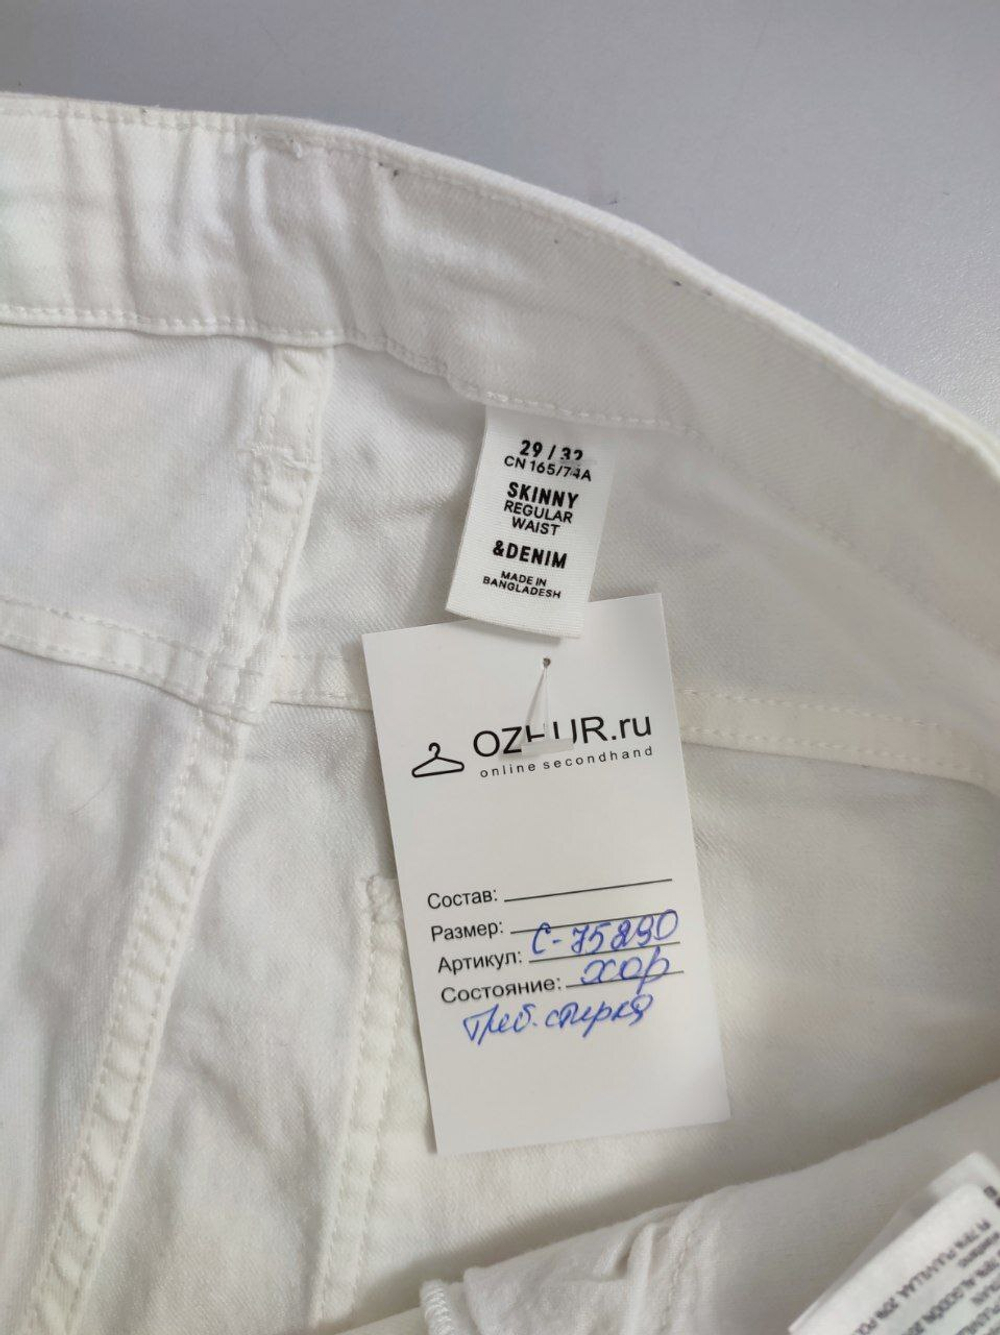 29 / 32
CN 165/74A
SKINNY
REGULAR
WAIST
&DENIM
MADE IN
BANGLADESH
OZHUR.ru
online secondhand
Состав:
Размер:
Артикул: С-75890
Состояние: хор
Треб. стирка